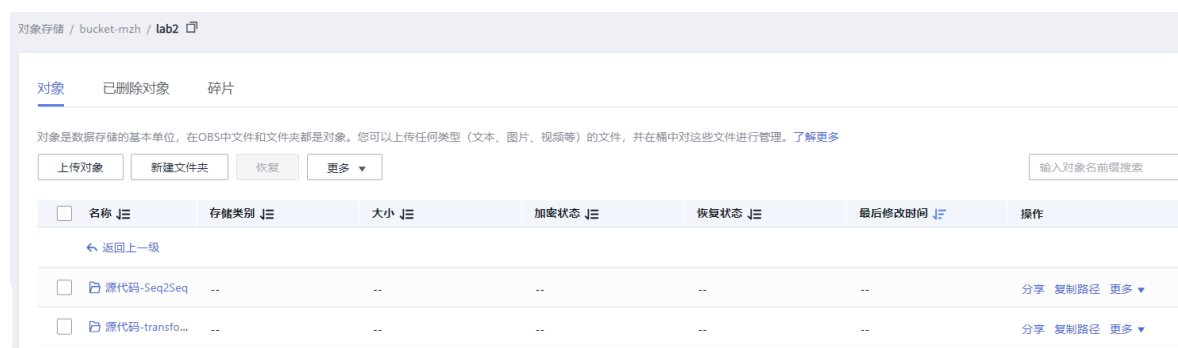 对象存储 / bucket-mzh / lab2
对象 已删除对象 碎片
对象是数据存储的基本单位，在OBS中文件和文件夹都是对象。您可以上传任何类型（文本、图片、视频等）的文件，并在桶中对这些文件进行管理。了解更多
上传对象 新建文件夹 恢复 更多 输入对象名前缀搜索
名称 存储类别 大小 加密状态 恢复状态 最后修改时间 操作
返回上一级
源代码-Seq2Seq -- -- -- -- -- 分享 复制路径 更多
源代码-transfo... -- -- -- -- -- 分享 复制路径 更多